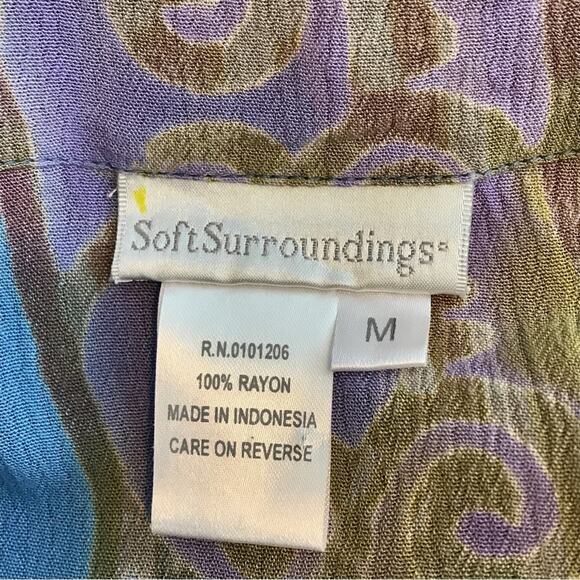 SoftSurroundings
M
R.N.0101206
100% RAYON
MADE IN INDONESIA
CARE ON REVERSE